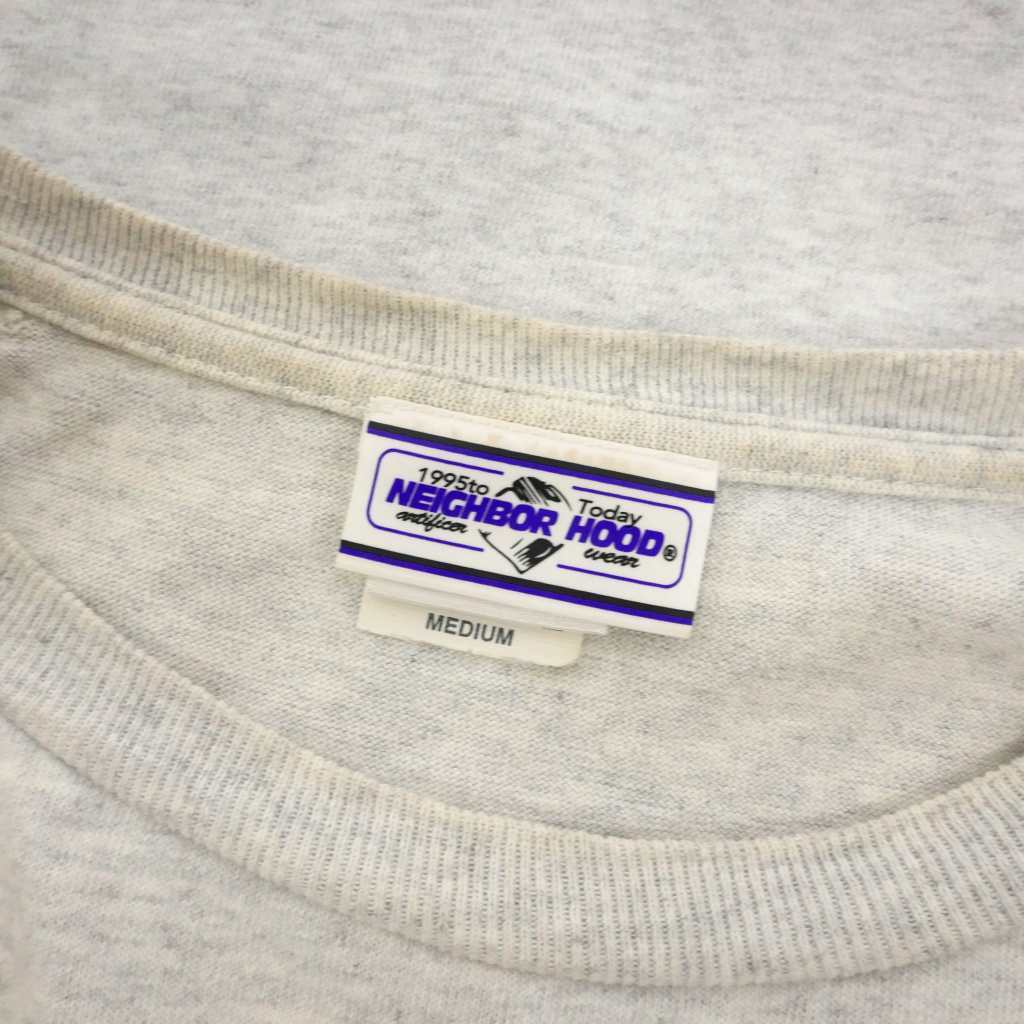 1995to Today
NEIGHBOR HOOD®
artificer wear
MEDIUM